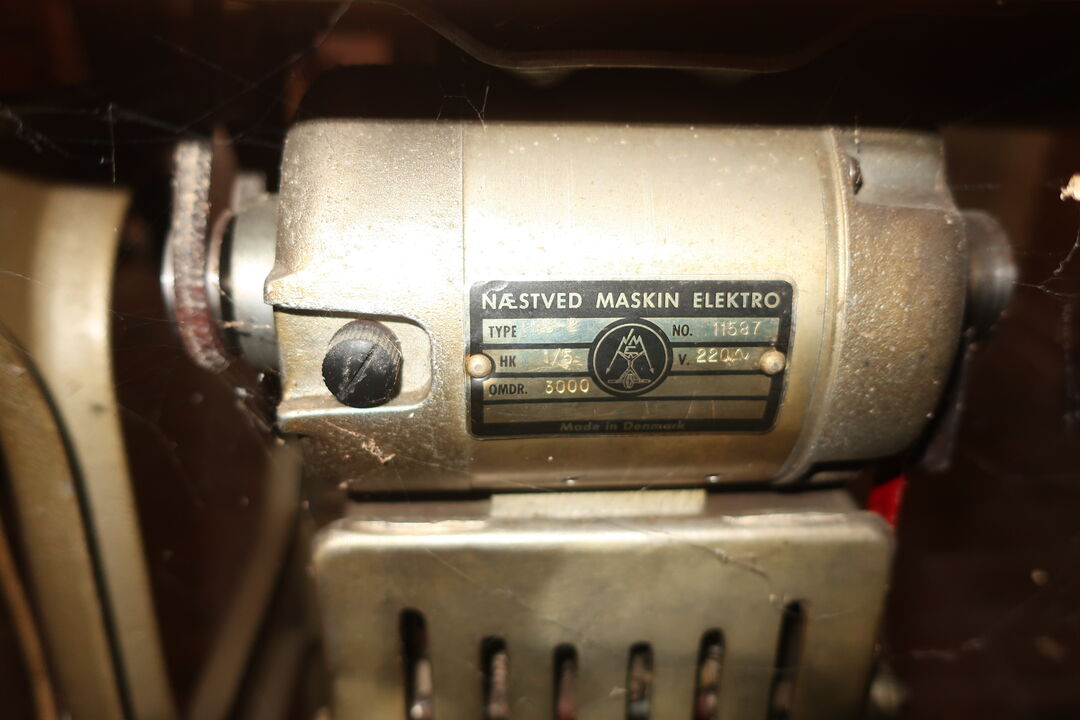 NÆSTVED MASKIN ELEKTRO
TYPE NO. 11587
HK 1/5 V. 220
OMDR. 3000
Made in Denmark